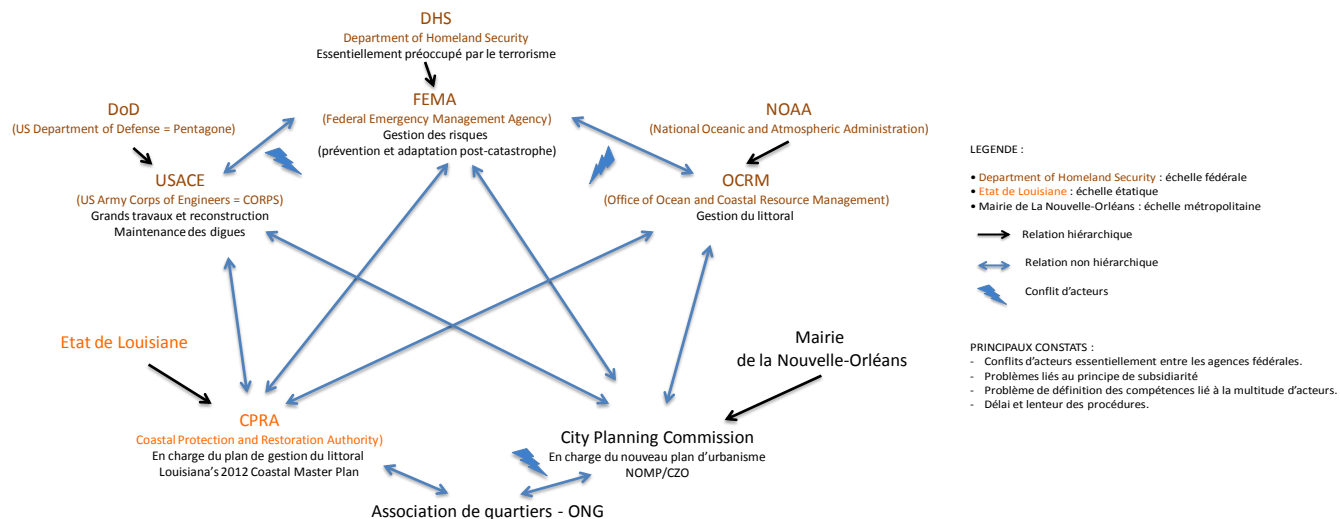 DHS
Department of Homeland Security
Essentiellement préoccupé par le terrorisme
DoD
(US Department of Defense = Pentagone)
FEMA
(Federal Emergency Management Agency)
Gestion des risques
(prévention et adaptation post-catastrophe)
NOAA
(National Oceanic and Atmospheric Administration)
USACE
(US Army Corps of Engineers = CORPS)
Grands travaux et reconstruction
Maintenance des digues
OCRM
(Office of Ocean and Coastal Resource Management)
Gestion du littoral
Etat de Louisiane
Mairie
de la Nouvelle-Orléans
CPRA
Coastal Protection and Restoration Authority)
En charge du plan de gestion du littoral
Louisiana's 2012 Coastal Master Plan
City Planning Commission
En charge du nouveau plan d'urbanisme
NOMP/CZO
Association de quartiers - ONG
LEGENDE :
• Department of Homeland Security : échelle fédérale
• Etat de Louisiane : échelle étatique
• Mairie de La Nouvelle-Orléans : échelle métropolitaine
Relation hiérarchique
Relation non hiérarchique
Conflit d'acteurs
PRINCIPAUX CONSTATS :
- Conflits d'acteurs essentiellement entre les agences fédérales.
- Problèmes liés au principe de subsidiarité
- Problème de définition des compétences lié à la multitude d'acteurs.
- Délai et lenteur des procédures.